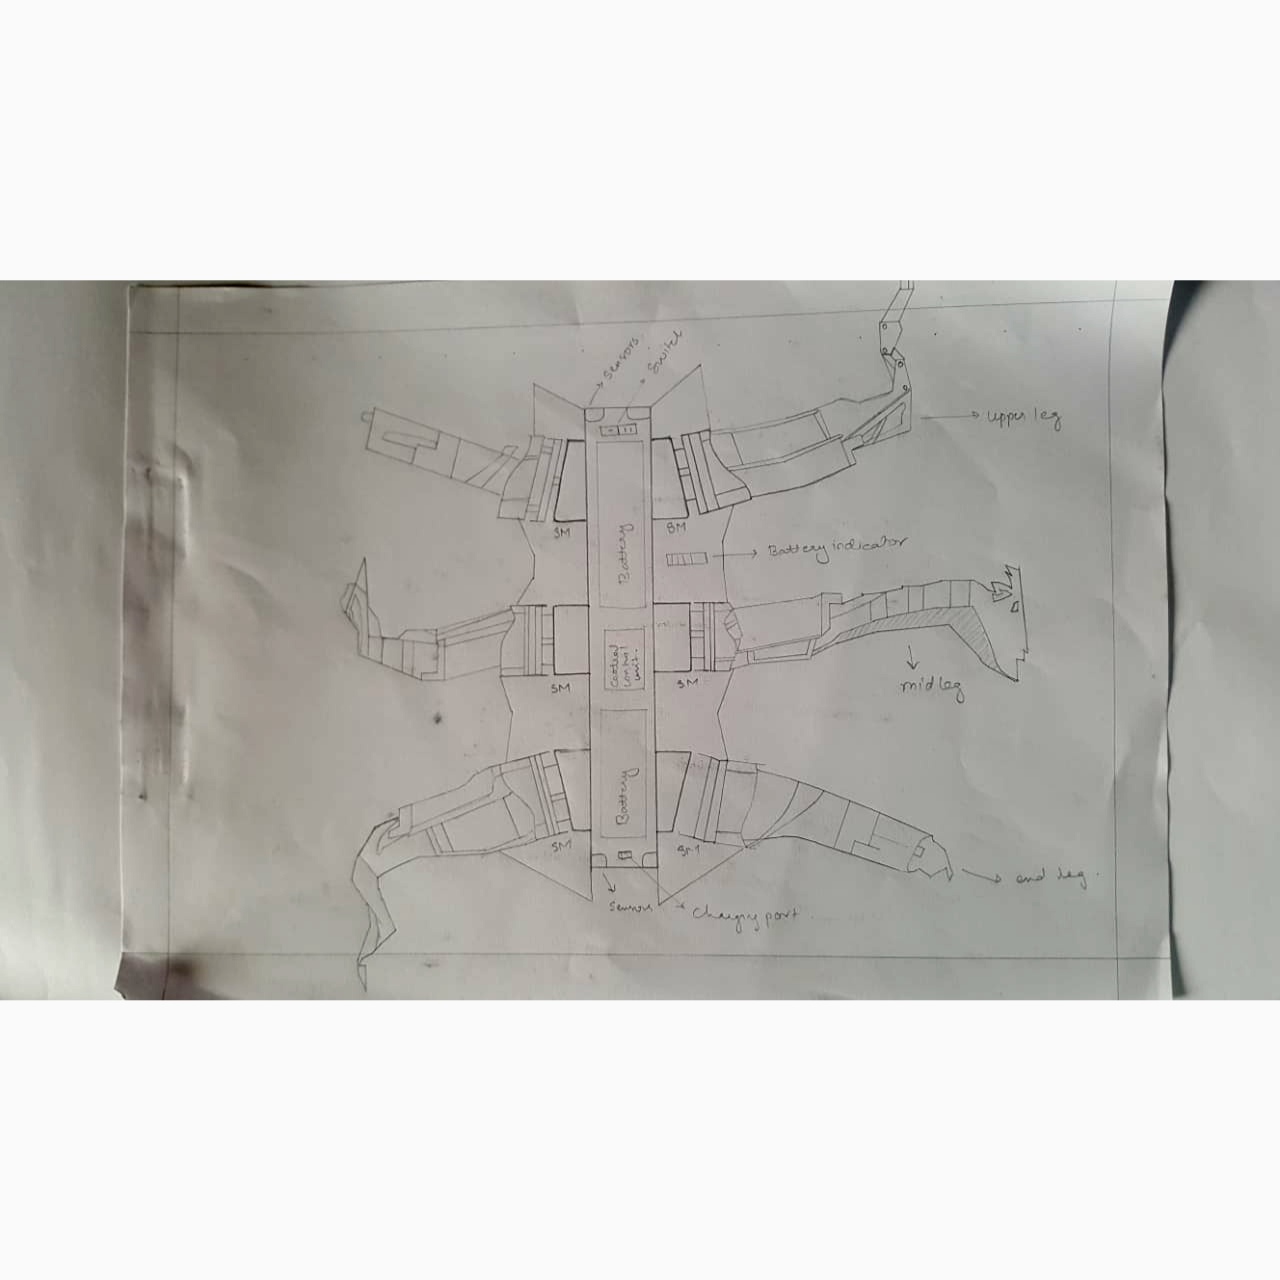 Sensors
Switch
upper leg
SM
SM
Battery
Battery indicator
Central
control
unit.
SM
SM
mid leg
Battery
SM
SM
end leg.
Sensors
Charging port